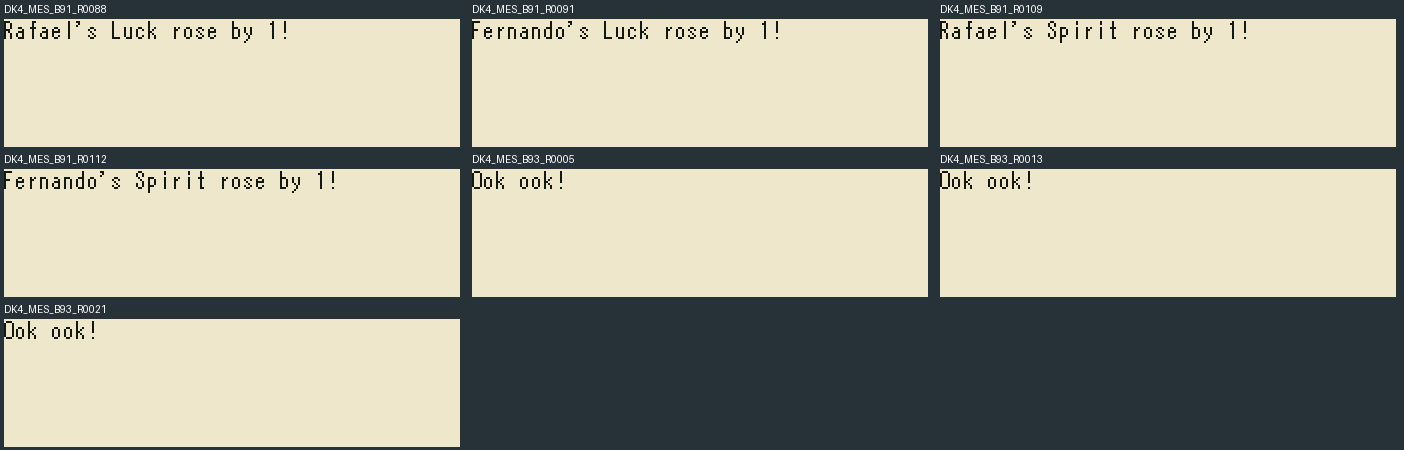 DK4_MES_B91_R0088
Rafael's Luck rose by 1!
DK4_MES_B91_R0091
Fernando's Luck rose by 1!
DK4_MES_B91_R0109
Rafael's Spirit rose by 1!
DK4_MES_B91_R0112
Fernando's Spirit rose by 1!
DK4_MES_B93_R0005
Ook ook!
DK4_MES_B93_R0013
Ook ook!
DK4_MES_B93_R0021
Ook ook!